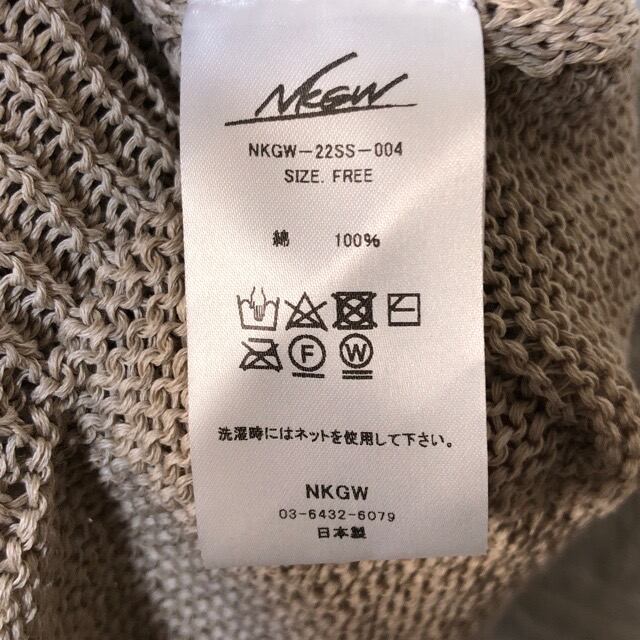 NKGW
NKGW-22SS-004
SIZE. FREE
綿 100%
F W
洗濯時にはネットを使用して下さい。
NKGW
03-6432-6079
日本製